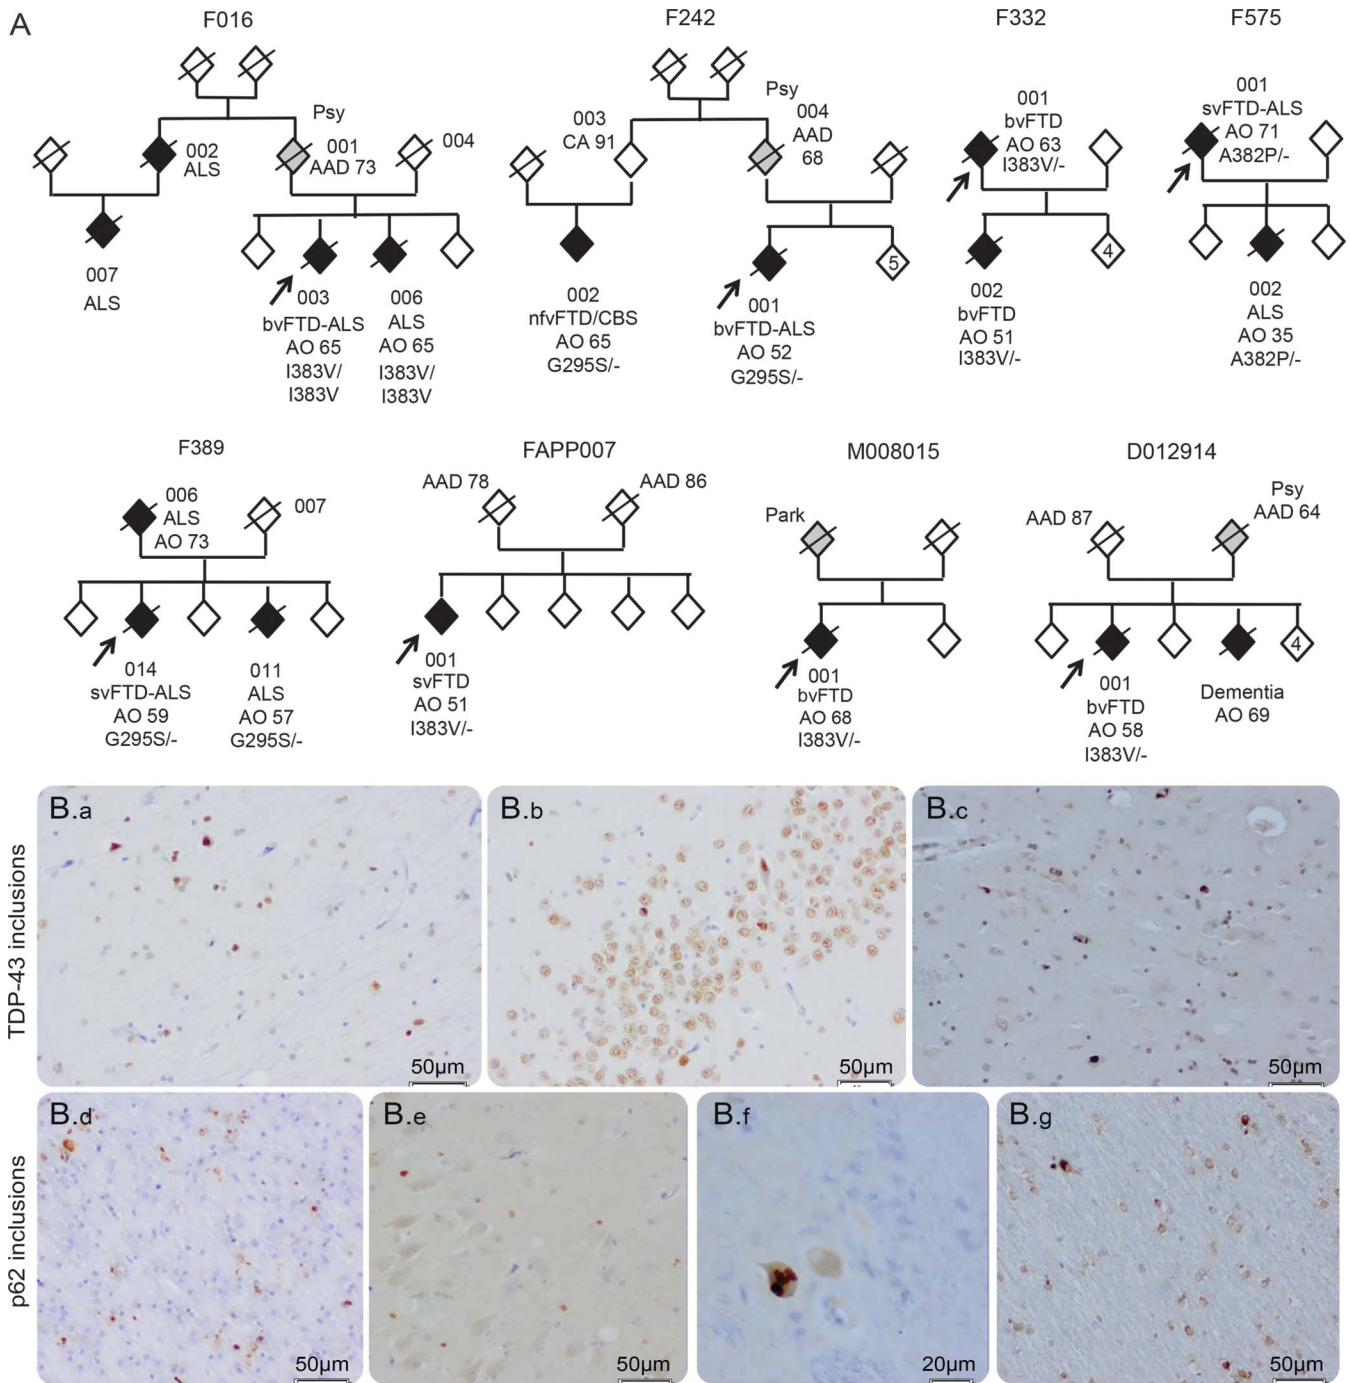 A
F016
F242
F332
F575
Psy
002
ALS
001
AAD 73
004
007
ALS
003
bvFTD-ALS
AO 65
I383V/
I383V
006
ALS
AO 65
I383V/
I383V
003
CA 91
Psy
004
AAD
68
5
002
nfvFTD/CBS
AO 65
G295S/-
001
bvFTD-ALS
AO 52
G295S/-
001
bvFTD
AO 63
I383V/-
4
002
bvFTD
AO 51
I383V/-
001
svFTD-ALS
AO 71
A382P/-
002
ALS
AO 35
A382P/-
F389
FAPP007
M008015
D012914
006
ALS
AO 73
007
014
svFTD-ALS
AO 59
G295S/-
011
ALS
AO 57
G295S/-
AAD 78
AAD 86
001
svFTD
AO 51
I383V/-
Park
001
bvFTD
AO 68
I383V/-
AAD 87
Psy
AAD 64
4
001
bvFTD
AO 58
I383V/-
Dementia
AO 69
TDP-43 inclusions
B.a
50µm
B.b
50µm
B.c
50µm
p62 inclusions
B.d
50µm
B.e
50µm
B.f
20µm
B.g
50µm